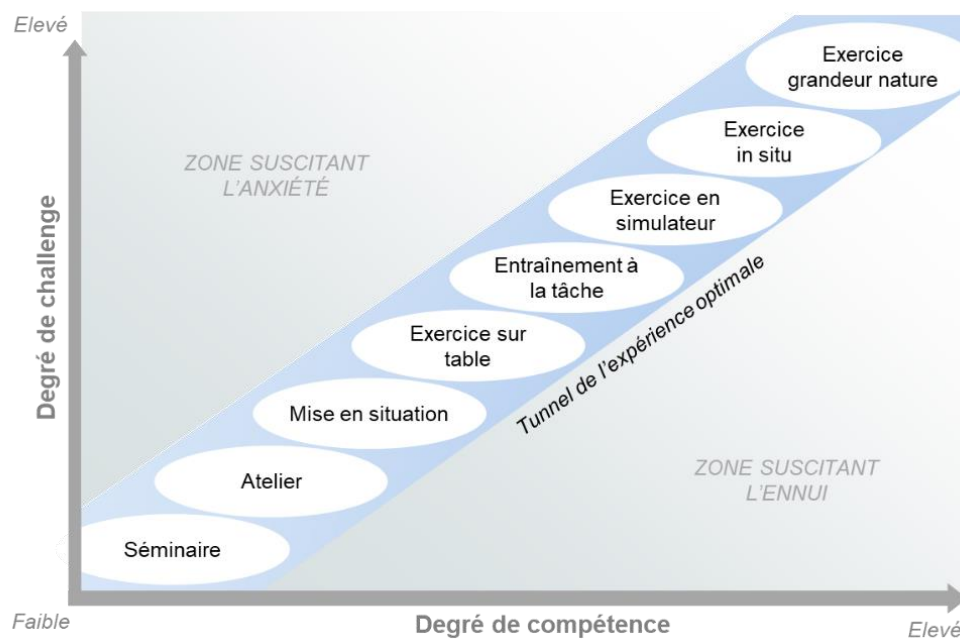 Elevé
Exercice
grandeur nature
ZONE SUSCITANT
L'ANXIÉTÉ
Exercice
in situ
Exercice en
simulateur
Entraînement à
la tâche
Tunnel de l'expérience optimale
Degré de challenge
Exercice sur
table
Mise en situation
ZONE SUSCITANT
L'ENNUI
Atelier
Séminaire
Faible
Degré de compétence
Elevé